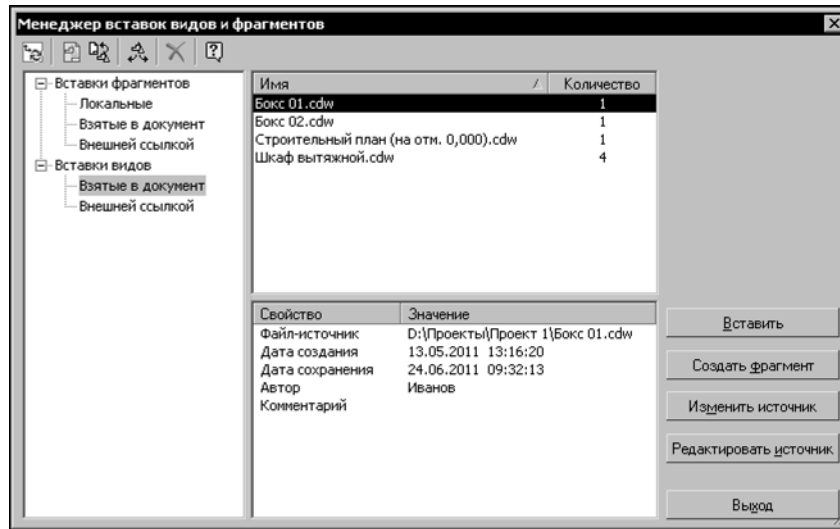 Менеджер вставок видов и фрагментов
Вставки фрагментов
Локальные
Взятые в документ
Внешней ссылкой
Вставки видов
Взятые в документ
Внешней ссылкой
Имя Количество
Бокс 01.cdw 1
Бокс 02.cdw 1
Строительный план (на отм. 0,000).cdw 1
Шкаф вытяжной.cdw 4
Свойство Значение
Файл-источник D:\Проекты\Проект 1\Бокс 01.cdw
Дата создания 13.05.2011 13:16:20
Дата сохранения 24.06.2011 09:32:13
Автор Иванов
Комментарий
Вставить
Создать фрагмент
Изменить источник
Редактировать источник
Выход